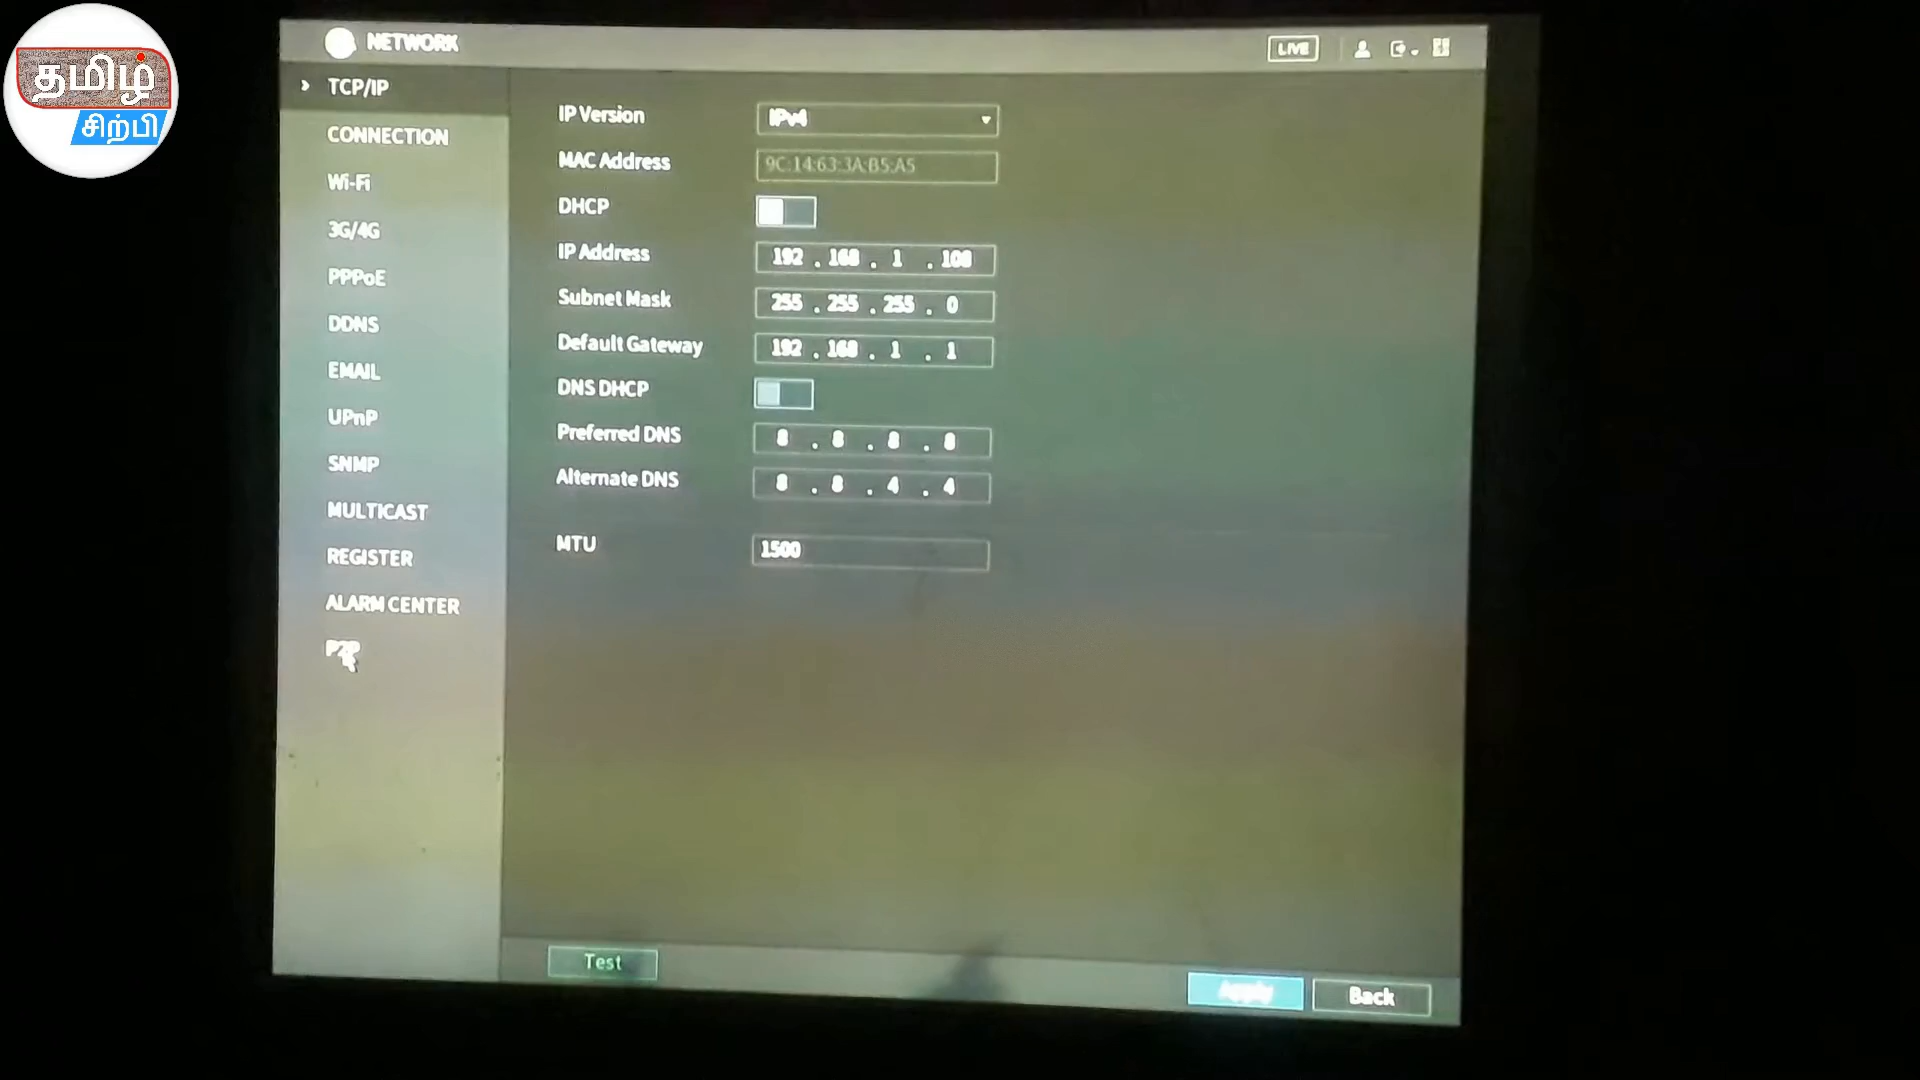 தமிழ்
சிற்பி
NETWORK
LIVE
TCP/IP
CONNECTION
Wi-Fi
3G/4G
PPPoE
DDNS
EMAIL
UPnP
SNMP
MULTICAST
REGISTER
ALARM CENTER
P2P
IP Version IPv4
MAC Address 9C:14:63:3A:B5:A5
DHCP
IP Address 192 . 168 . 1 . 108
Subnet Mask 255 . 255 . 255 . 0
Default Gateway 192 . 168 . 1 . 1
DNS DHCP
Preferred DNS 8 . 8 . 8 . 8
Alternate DNS 8 . 8 . 4 . 4
MTU 1500
Test
Apply
Back